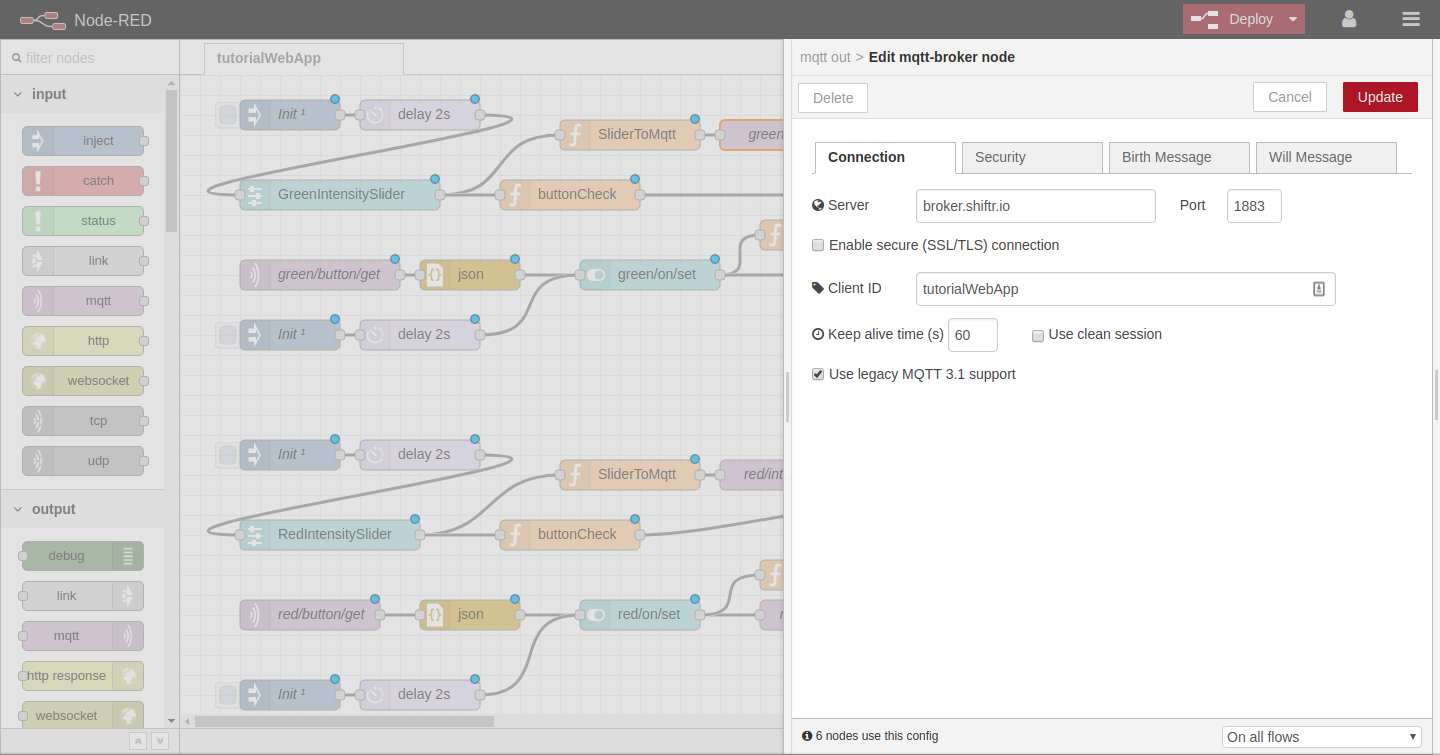 Node-RED
Deploy
filter nodes
input
inject
catch
status
link
mqtt
http
websocket
tcp
udp
output
debug
link
mqtt
http response
websocket
tutorialWebApp
Init ¹
delay 2s
SliderToMqtt
green
GreenIntensitySlider
buttonCheck
green/button/get
json
green/on/set
Init ¹
delay 2s
Init ¹
delay 2s
SliderToMqtt
red/int
RedIntensitySlider
buttonCheck
red/button/get
json
red/on/set
Init ¹
delay 2s
mqtt out > Edit mqtt-broker node
Delete
Cancel
Update
Connection
Security
Birth Message
Will Message
Server broker.shiftr.io Port 1883
Enable secure (SSL/TLS) connection
Client ID tutorialWebApp
Keep alive time (s) 60 Use clean session
Use legacy MQTT 3.1 support
6 nodes use this config
On all flows